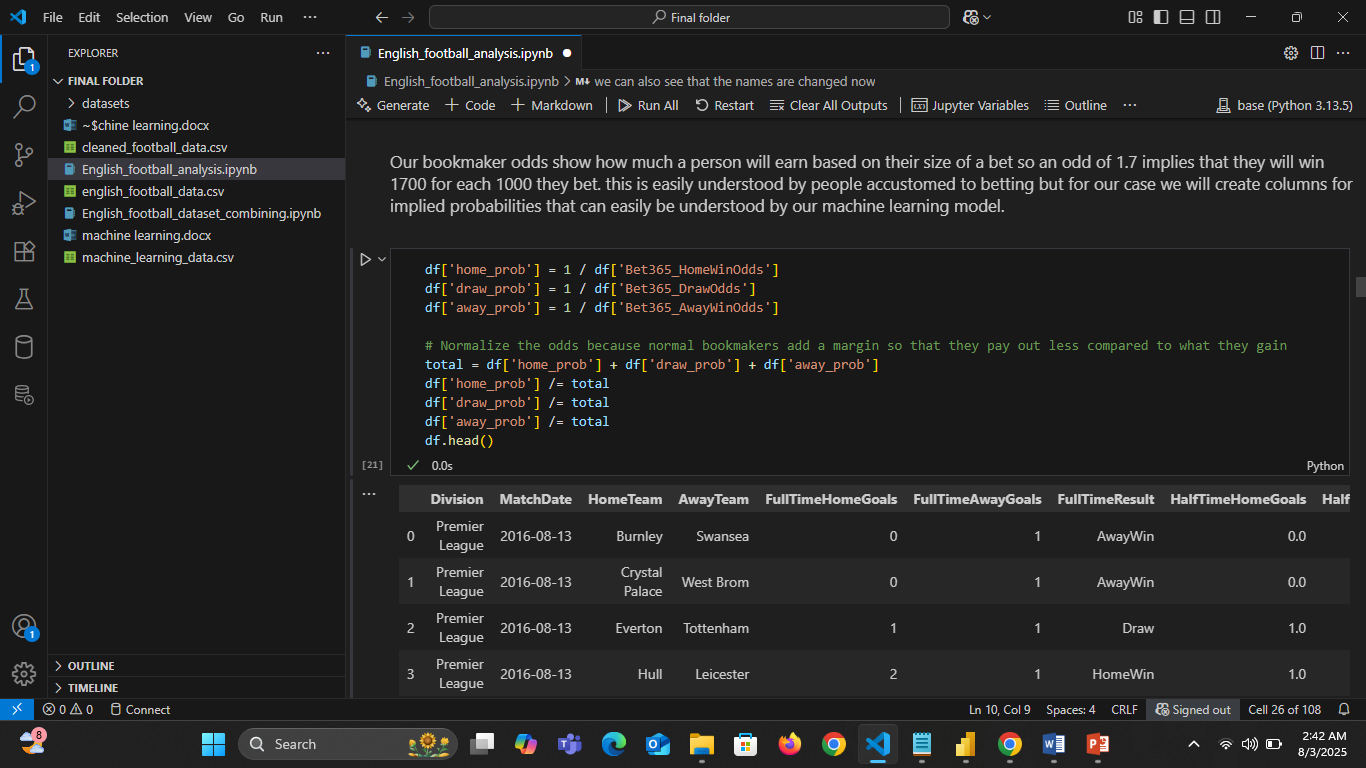 File Edit Selection View Go Run ···
Final folder
EXPLORER ···
FINAL FOLDER
datasets
~$chine learning.docx
cleaned_football_data.csv
English_football_analysis.ipynb
english_football_data.csv
English_football_dataset_combining.ipynb
machine learning.docx
machine_learning_data.csv
OUTLINE
TIMELINE
1
1
English_football_analysis.ipynb
English_football_analysis.ipynb > M↓ we can also see that the names are changed now
Generate + Code + Markdown Run All Restart Clear All Outputs Jupyter Variables Outline ··· base (Python 3.13.5)
Our bookmaker odds show how much a person will earn based on their size of a bet so an odd of 1.7 implies that they will win
1700 for each 1000 they bet. this is easily understood by people accustomed to betting but for our case we will create columns for
implied probabilities that can easily be understood by our machine learning model.
df['home_prob'] = 1 / df['Bet365_HomeWinOdds']
df['draw_prob'] = 1 / df['Bet365_DrawOdds']
df['away_prob'] = 1 / df['Bet365_AwayWinOdds']
# Normalize the odds because normal bookmakers add a margin so that they pay out less compared to what they gain
total = df['home_prob'] + df['draw_prob'] + df['away_prob']
df['home_prob'] /= total
df['draw_prob'] /= total
df['away_prob'] /= total
df.head()
[21] 0.0s Python
Division MatchDate HomeTeam AwayTeam FullTimeHomeGoals FullTimeAwayGoals FullTimeResult HalfTimeHomeGoals Half
0 Premier League 2016-08-13 Burnley Swansea 0 1 AwayWin 0.0
1 Premier League 2016-08-13 Crystal Palace West Brom 0 1 AwayWin 0.0
2 Premier League 2016-08-13 Everton Tottenham 1 1 Draw 1.0
3 Premier League 2016-08-13 Hull Leicester 2 1 HomeWin 1.0
0 0 Connect Ln 10, Col 9 Spaces: 4 CRLF Signed out Cell 26 of 108
8 Search 2:42 AM
8/3/2025